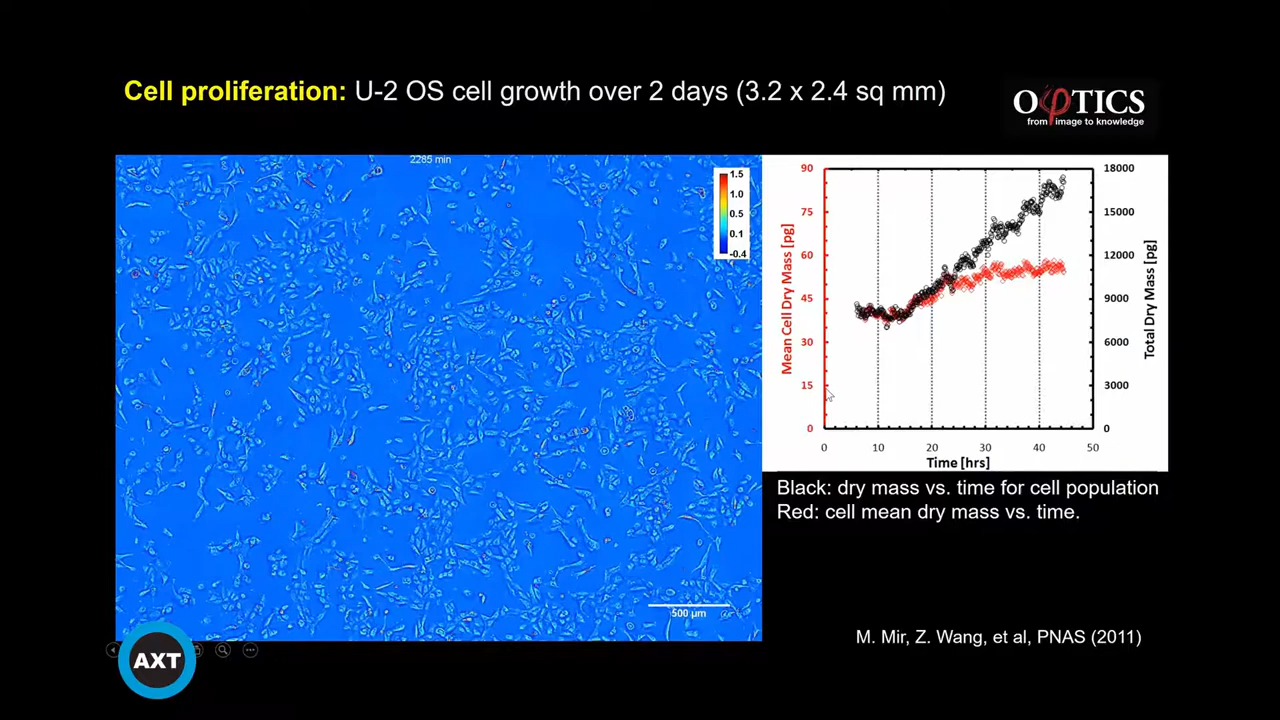 Cell proliferation: U-2 OS cell growth over 2 days (3.2 x 2.4 sq mm)
OφTICS
from image to knowledge
2285 min
1.5
1.0
0.5
0.1
-0.4
500 µm
90
75
60
45
30
15
0
Mean Cell Dry Mass [pg]
18000
15000
12000
9000
6000
3000
0
Total Dry Mass [pg]
0 10 20 30 40 50
Time [hrs]
Black: dry mass vs. time for cell population
Red: cell mean dry mass vs. time.
M. Mir, Z. Wang, et al, PNAS (2011)
AXT